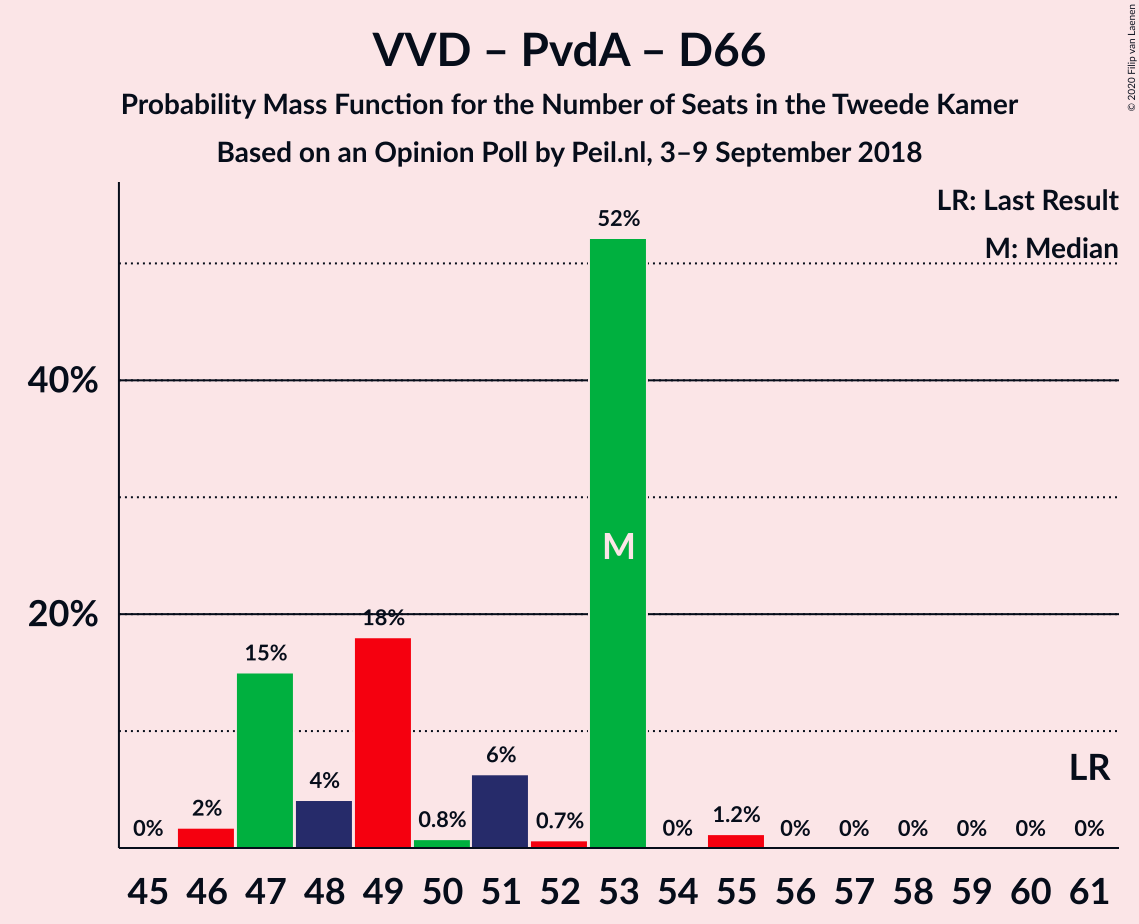 VVD – PvdA – D66
Probability Mass Function for the Number of Seats in the Tweede Kamer
Based on an Opinion Poll by Peil.nl, 3–9 September 2018
© 2020 Filip van Laenen
LR: Last Result
M: Median
40%
20%
0%
2%
15%
4%
18%
0.8%
6%
0.7%
52%
0%
1.2%
0%
0%
0%
0%
0%
0%
M
LR
45 46 47 48 49 50 51 52 53 54 55 56 57 58 59 60 61